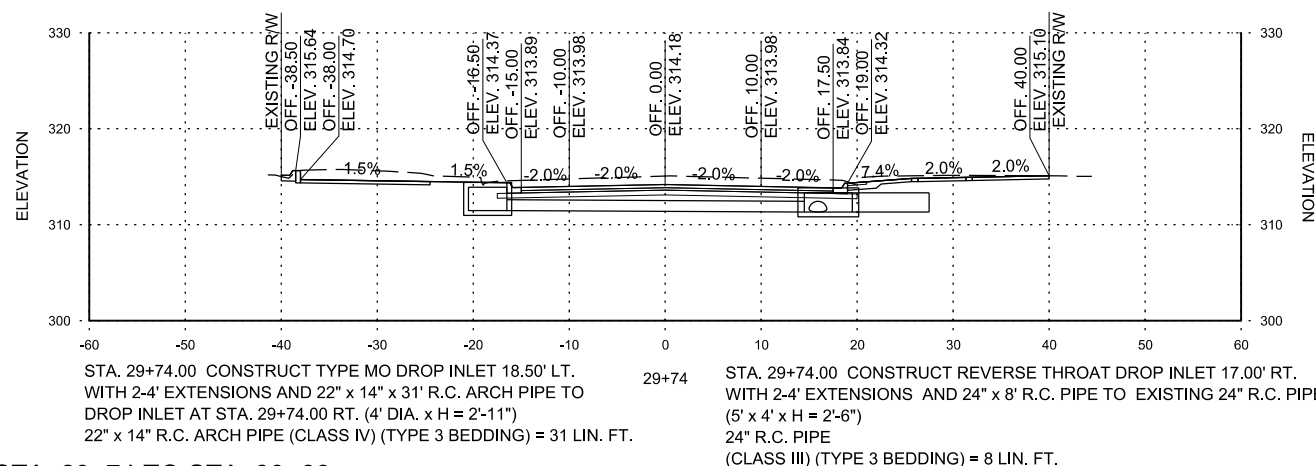 330
320
310
300
ELEVATION
EXISTING R/W
OFF. -38.50
ELEV. 315.64
OFF. -38.00
ELEV. 314.70
OFF. -16.50
ELEV. 314.37
OFF. -15.00
ELEV. 313.89
OFF. -10.00
ELEV. 313.98
OFF. 0.00
ELEV. 314.18
OFF. 10.00
ELEV. 313.98
OFF. 17.50
ELEV. 313.84
OFF. 19.00
ELEV. 314.32
OFF. 40.00
ELEV. 315.10
EXISTING R/W
330
320
310
300
ELEVATION
1.5% 1.5% -2.0% -2.0% -2.0% -2.0% 7.4% 2.0% 2.0%
-60 -50 -40 -30 -20 -10 0 10 20 30 40 50 60
29+74
STA. 29+74.00 CONSTRUCT TYPE MO DROP INLET 18.50' LT.
WITH 2-4' EXTENSIONS AND 22" x 14" x 31' R.C. ARCH PIPE TO
DROP INLET AT STA. 29+74.00 RT. (4' DIA. x H = 2'-11")
22" x 14" R.C. ARCH PIPE (CLASS IV) (TYPE 3 BEDDING) = 31 LIN. FT.
STA. 29+74.00 CONSTRUCT REVERSE THROAT DROP INLET 17.00' RT.
WITH 2-4' EXTENSIONS AND 24" x 8' R.C. PIPE TO EXISTING 24" R.C. PIPE
(5' x 4' x H = 2'-6")
24" R.C. PIPE
(CLASS III) (TYPE 3 BEDDING) = 8 LIN. FT.